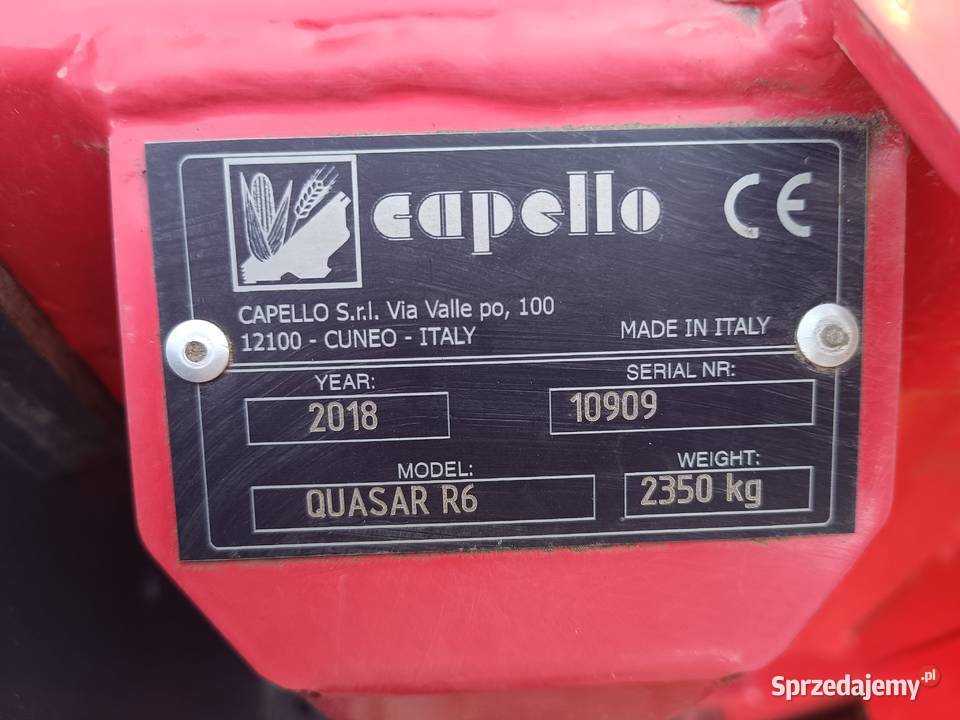 capello CE
CAPELLO S.r.l. Via Valle po, 100
12100 - CUNEO - ITALY
MADE IN ITALY
YEAR:
2018
SERIAL NR:
10909
MODEL:
QUASAR R6
WEIGHT:
2350 kg
Sprzedajemy.pl